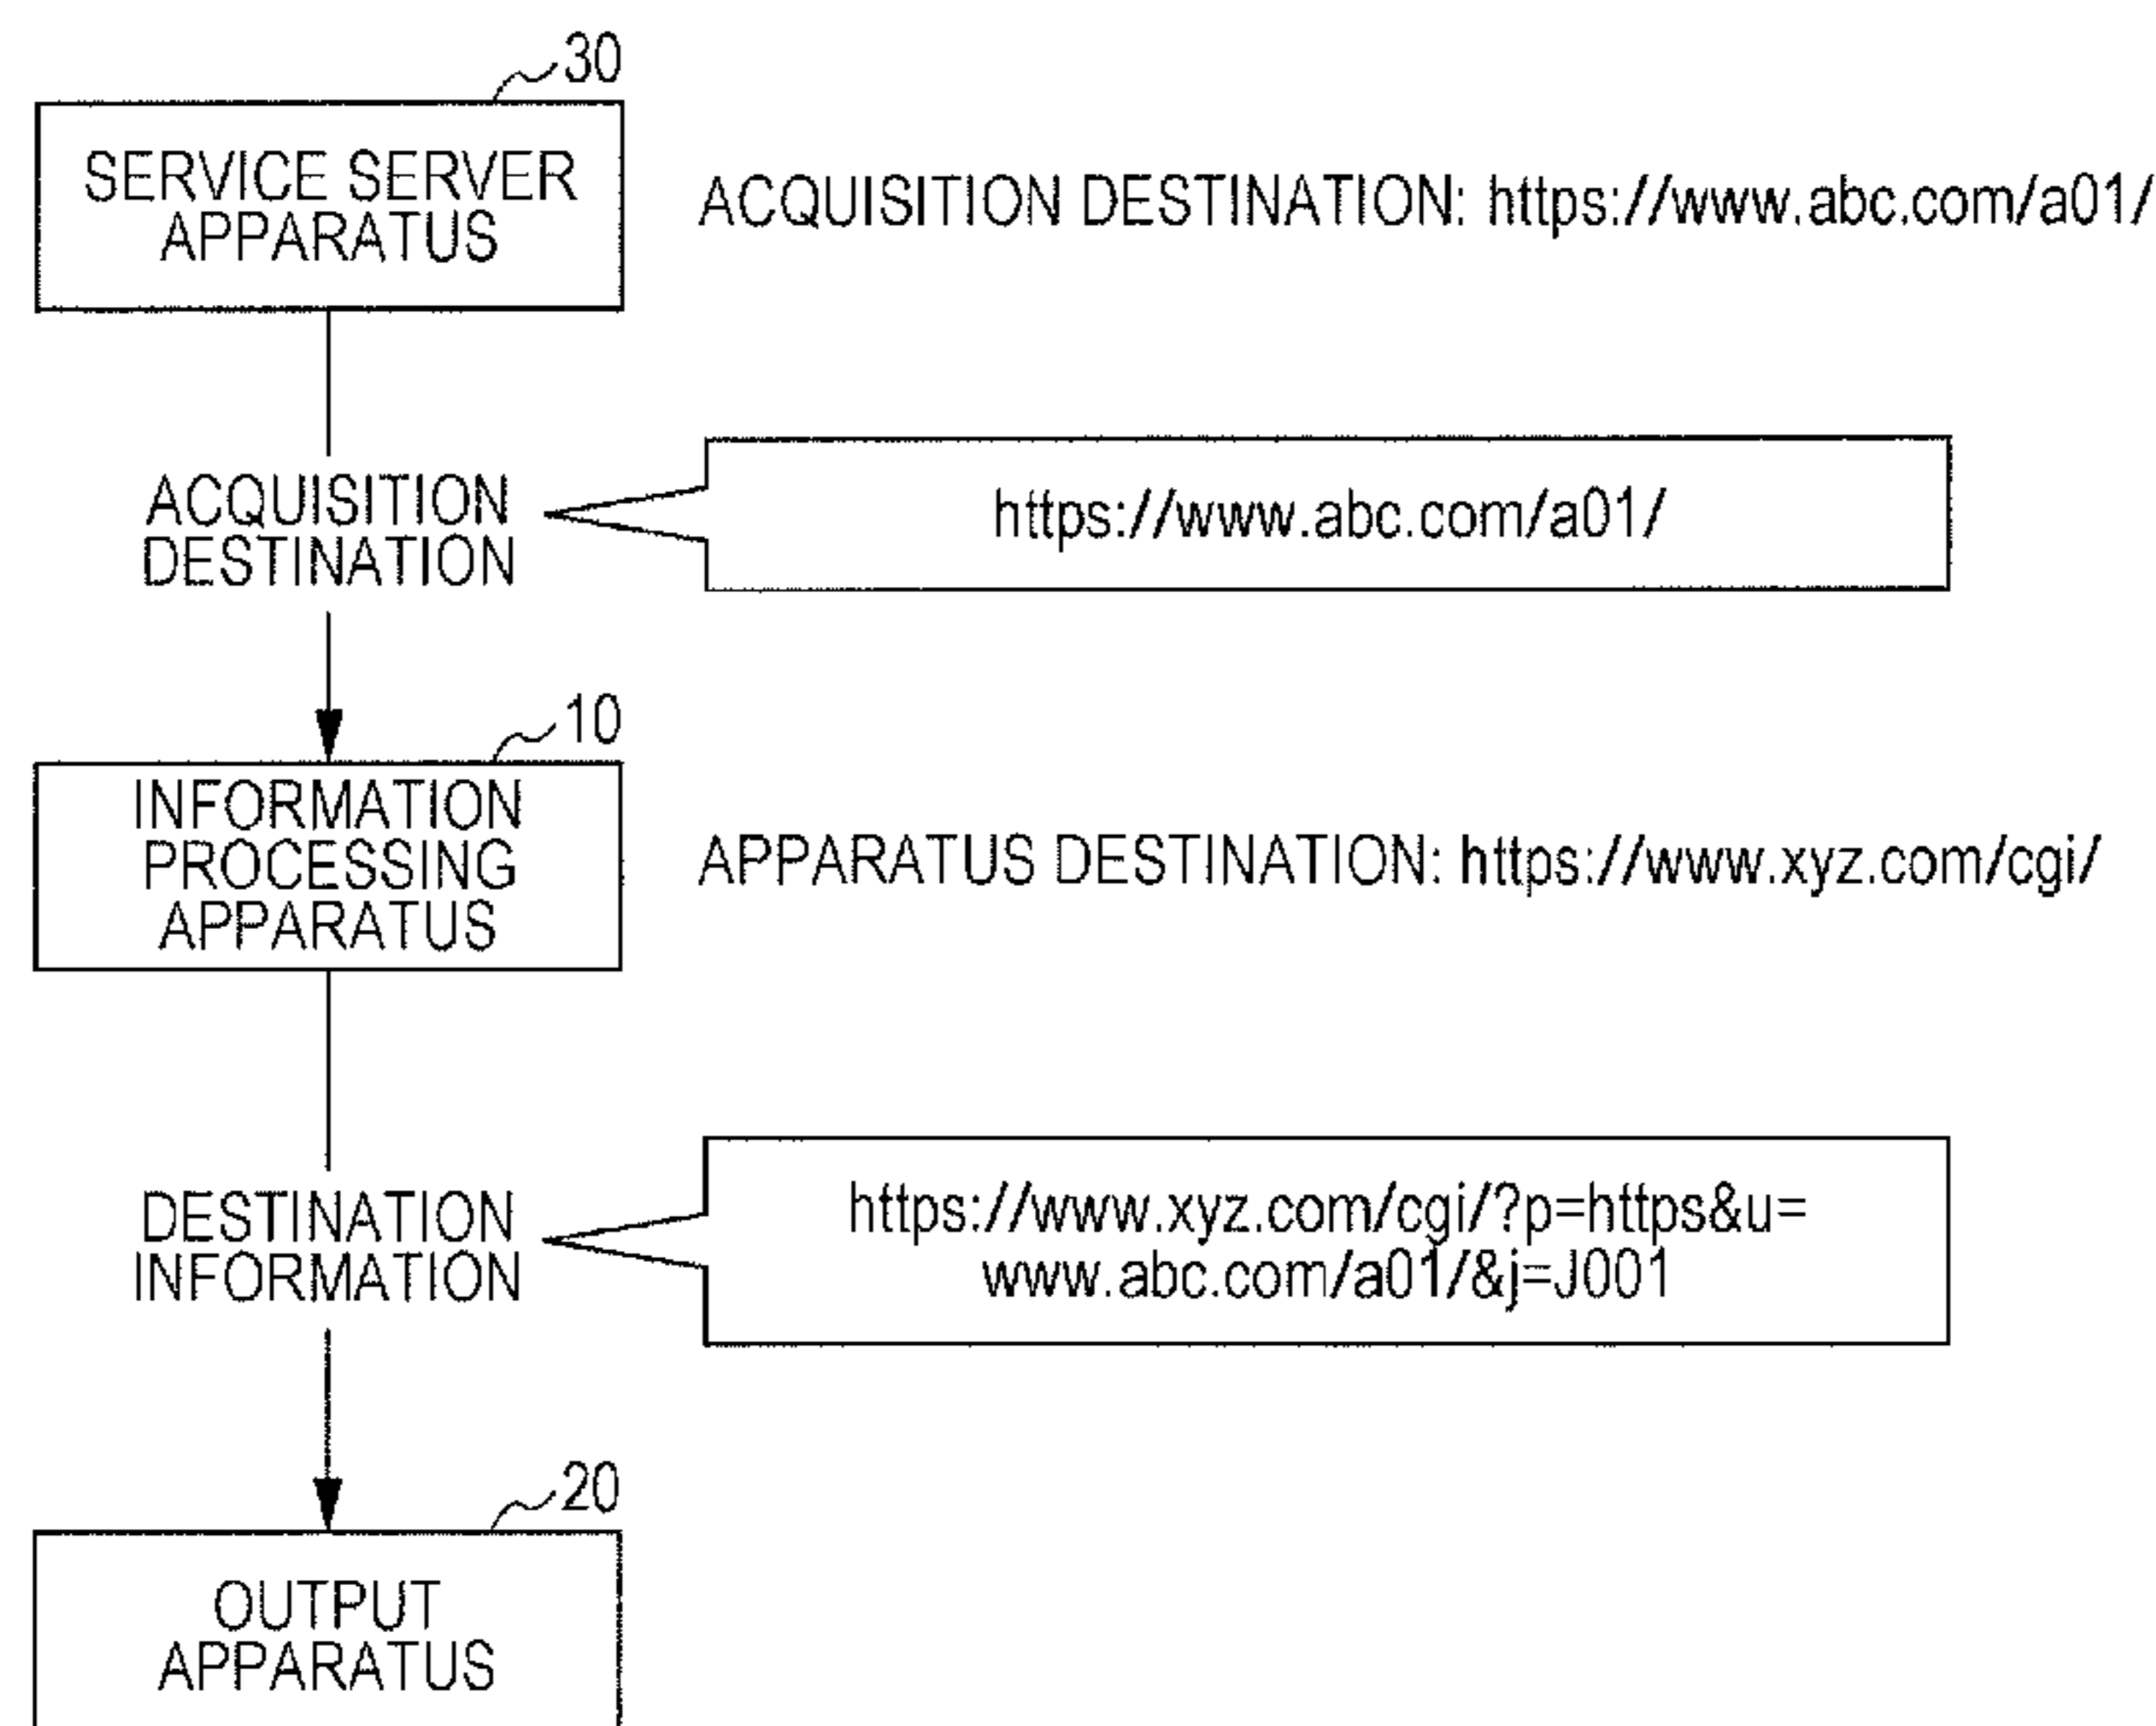 30
SERVICE SERVER
APPARATUS
ACQUISITION DESTINATION: https://www.abc.com/a01/
ACQUISITION
DESTINATION
https://www.abc.com/a01/
10
INFORMATION
PROCESSING
APPARATUS
APPARATUS DESTINATION: https://www.xyz.com/cgi/
DESTINATION
INFORMATION
https://www.xyz.com/cgi/?p=https&u=
www.abc.com/a01/&j=J001
20
OUTPUT
APPARATUS